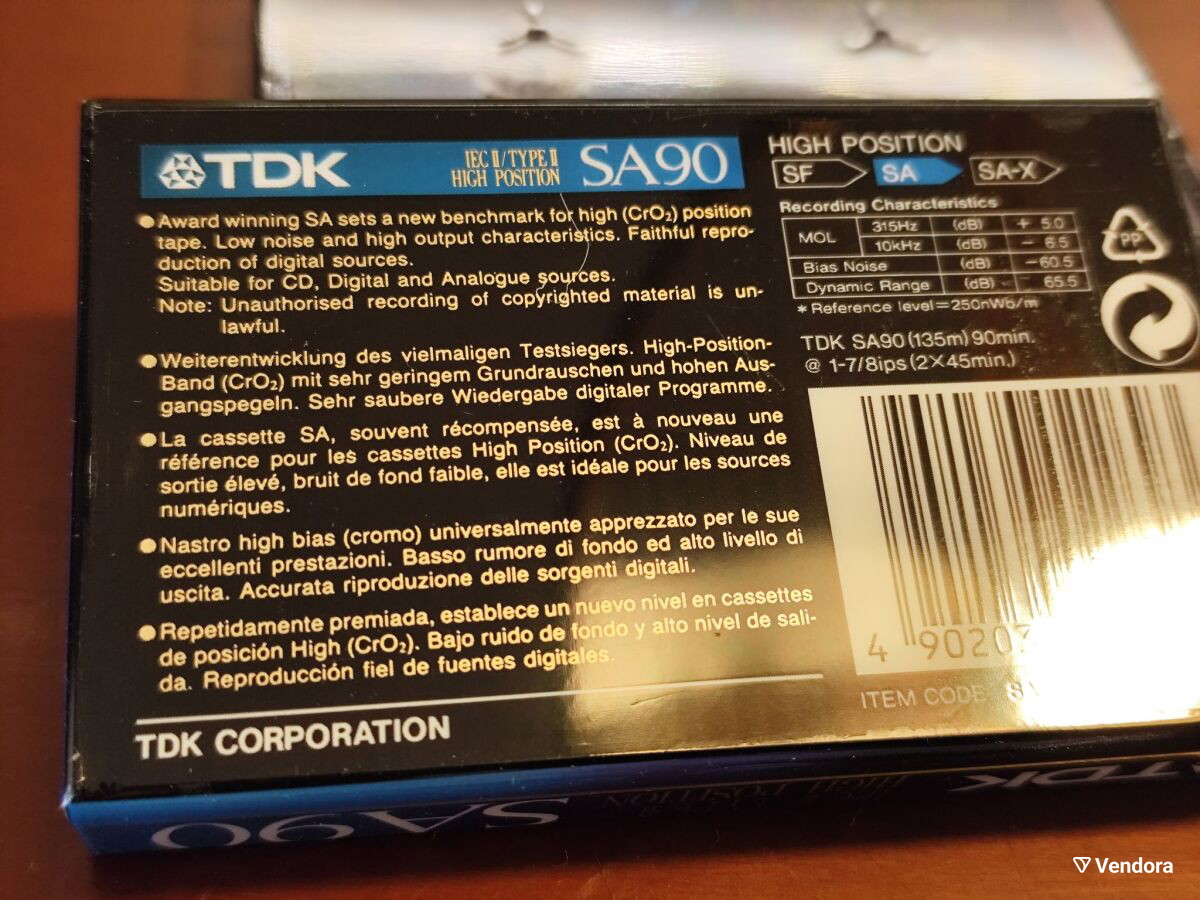 TDK IEC II/TYPE II HIGH POSITION SA90
● Award winning SA sets a new benchmark for high (CrO₂) position
tape. Low noise and high output characteristics. Faithful repro-
duction of digital sources.
Suitable for CD, Digital and Analogue sources.
Note: Unauthorised recording of copyrighted material is un-
lawful.
● Weiterentwicklung des vielmaligen Testsiegers. High-Position-
Band (CrO₂) mit sehr geringem Grundrauschen und hohen Aus-
gangspegeln. Sehr saubere Wiedergabe digitaler Programme.
● La cassette SA, souvent récompensée, est à nouveau une
référence pour les cassettes High Position (CrO₂). Niveau de
sortie élevé, bruit de fond faible, elle est idéale pour les sources
numériques.
● Nastro high bias (cromo) universalmente apprezzato per le sue
eccellenti prestazioni. Basso rumore di fondo ed alto livello di
uscita. Accurata riproduzione delle sorgenti digitali.
● Repetidamente premiada, establece un nuevo nivel en cassettes
de posición High (CrO₂). Bajo ruido de fondo y alto nivel de sali-
da. Reproducción fiel de fuentes digitales.
TDK CORPORATION
HIGH POSITION
SF SA SA-X
Recording Characteristics
MOL 315Hz (dB) + 5.0
10kHz (dB) − 6.5
Bias Noise (dB) −60.5
Dynamic Range (dB) 65.5
* Reference level=250nWb/m
TDK SA90 (135m) 90min.
@ 1-7/8ips (2×45min.)
PP
4 9020
ITEM CODE
SA90 HIGH POSITION TDK
Vendora